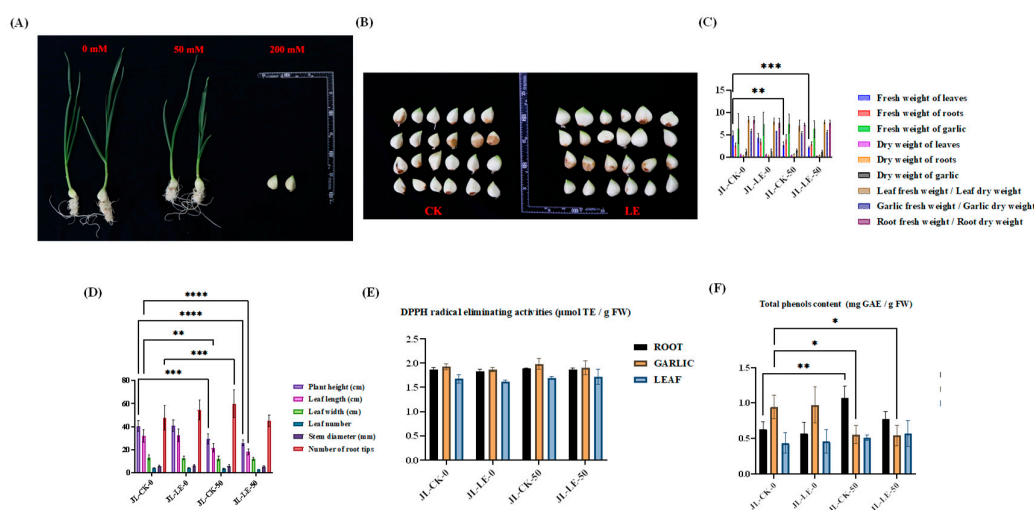 (A)
0 mM
50 mM
200 mM
(B)
CK
LE
(C)
***
**
15
10
5
0
JL-CK-0
JL-LE-0
JL-CK-50
JL-LE-50
Fresh weight of leaves
Fresh weight of roots
Fresh weight of garlic
Dry weight of leaves
Dry weight of roots
Dry weight of garlic
Leaf fresh weight / Leaf dry weight
Garlic fresh weight / Garlic dry weight
Root fresh weight / Root dry weight
(D)
****
****
**
***
***
80
60
40
20
0
JL-CK-0
JL-LE-0
JL-CK-50
JL-LE-50
Plant height (cm)
Leaf length (cm)
Leaf width (cm)
Leaf number
Stem diameter (mm)
Number of root tips
(E)
DPPH radical eliminating activities (μmol TE / g FW)
2.5
2.0
1.5
1.0
0.5
0.0
JL-CK-0
JL-LE-0
JL-CK-50
JL-LE-50
ROOT
GARLIC
LEAF
(F)
Total phenols content (mg GAE / g FW)
*
*
**
1.5
1.0
0.5
0.0
JL-CK-0
JL-LE-0
JL-CK-50
JL-LE-50